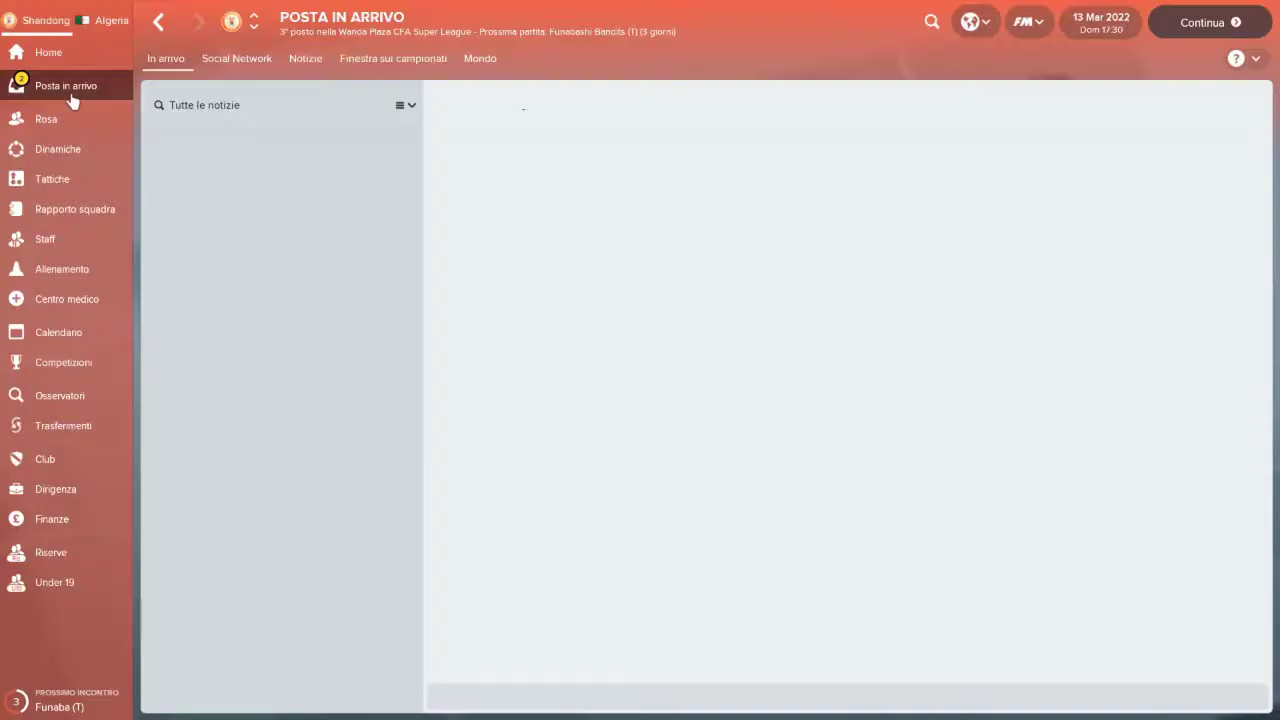 Shandong Algeria
POSTA IN ARRIVO
3° posto nella Wanda Plaza CFA Super League - Prossima partita: Funabashi Bandits (T) (3 giorni)
FM
13 Mar 2022
Dom 17:30
Continua
Home
2
Posta in arrivo
Rosa
Dinamiche
Tattiche
Rapporto squadra
Staff
Allenamento
Centro medico
Calendario
Competizioni
Osservatori
Trasferimenti
Club
Dirigenza
Finanze
Riserve
Under 19
3
PROSSIMO INCONTRO
Funaba (T)
In arrivo Social Network Notizie Finestra sui campionati Mondo
?
Tutte le notizie
-